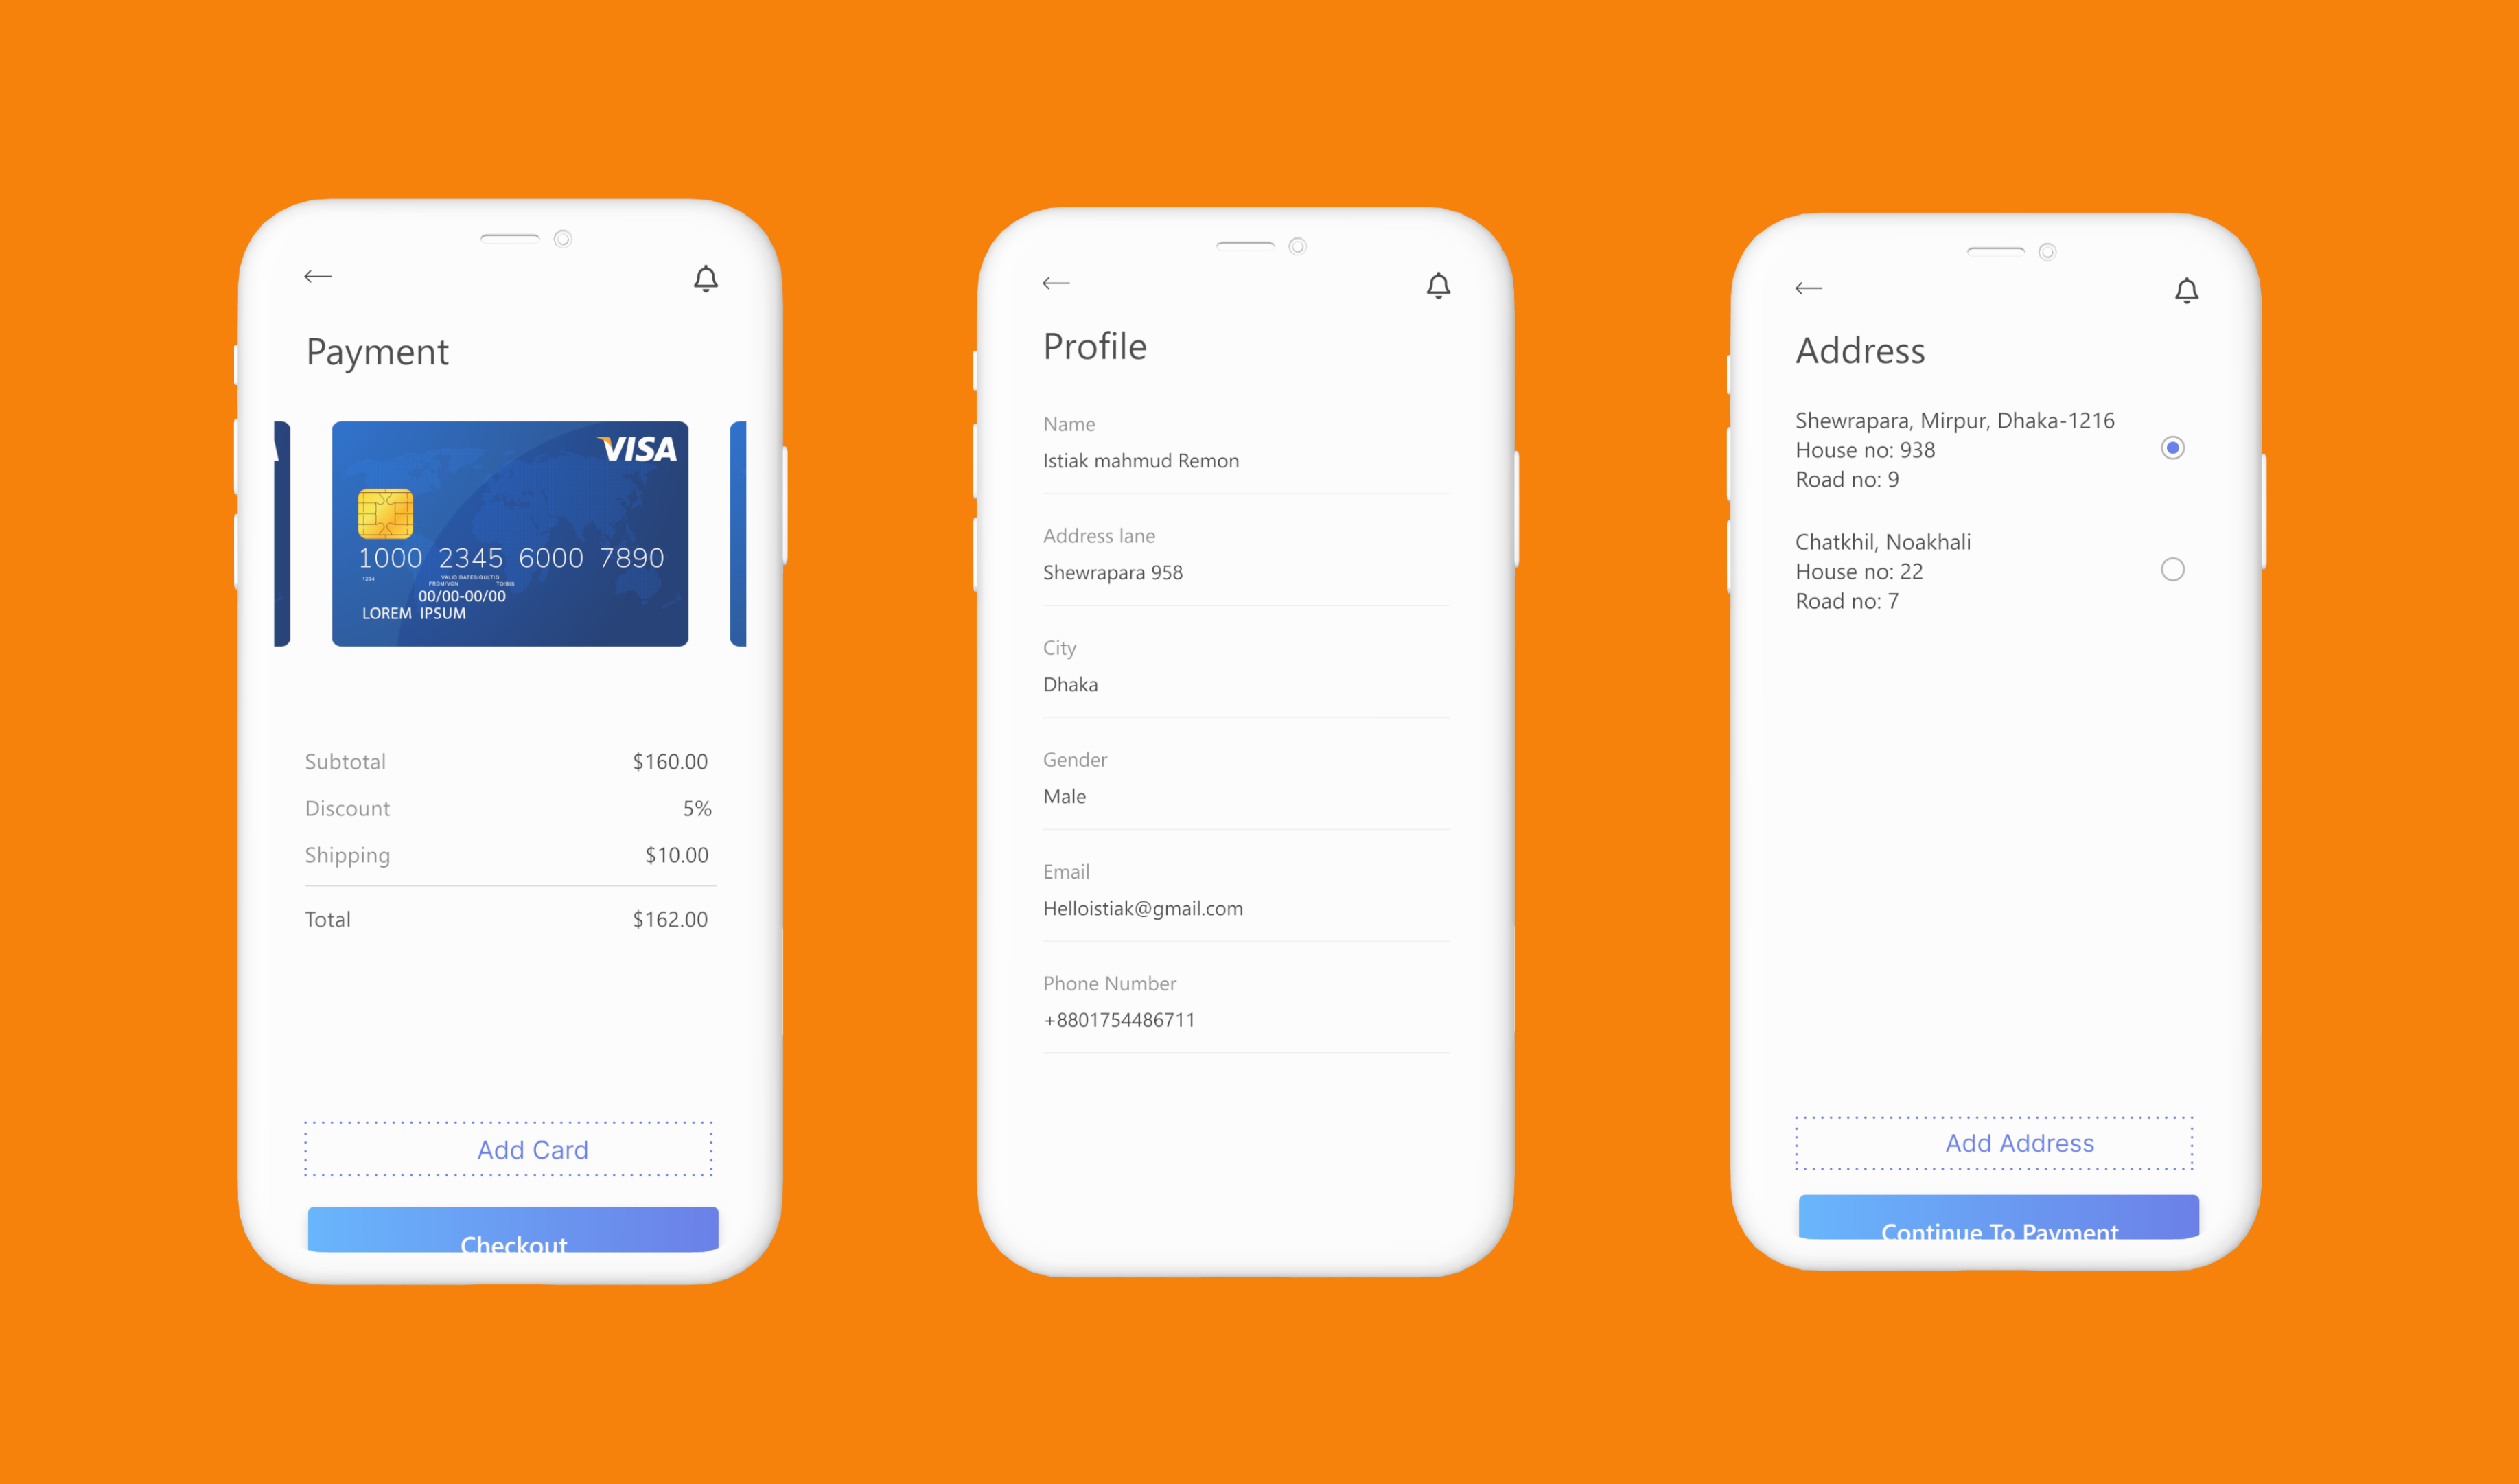 Payment
VISA
1000 2345 6000 7890
1234
VALID DATES/GULTIG
FROM/VON TO/BIS
00/00-00/00
LOREM IPSUM
Subtotal $160.00
Discount 5%
Shipping $10.00
Total $162.00
Add Card
Checkout
Profile
Name
Istiak mahmud Remon
Address lane
Shewrapara 958
City
Dhaka
Gender
Male
Email
Helloistiak@gmail.com
Phone Number
+8801754486711
Address
Shewrapara, Mirpur, Dhaka-1216
House no: 938
Road no: 9
Chatkhil, Noakhali
House no: 22
Road no: 7
Add Address
Continue To Payment